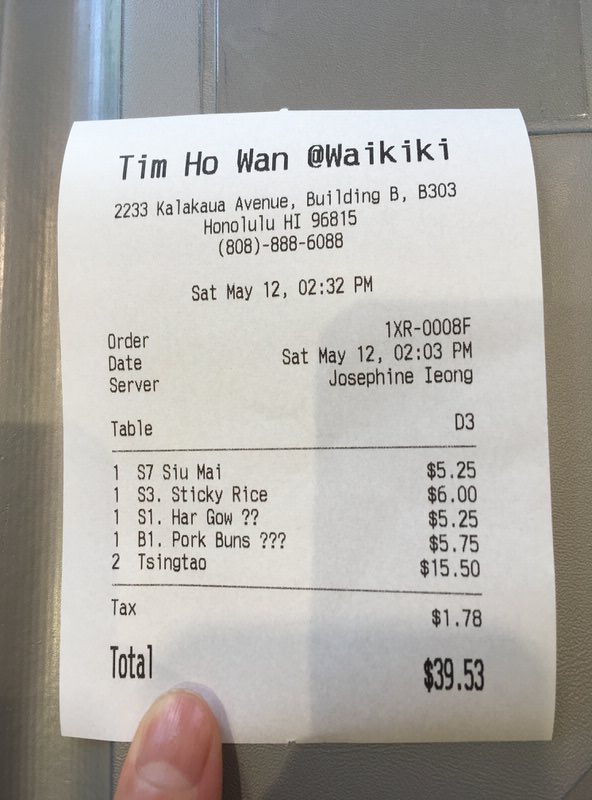 Tim Ho Wan @Waikiki
2233 Kalakaua Avenue, Building B, B303
Honolulu HI 96815
(808)-888-6088
Sat May 12, 02:32 PM
Order 1XR-0008F
Date Sat May 12, 02:03 PM
Server Josephine Ieong
Table D3
1 S7 Siu Mai $5.25
1 S3. Sticky Rice $6.00
1 S1. Har Gow ?? $5.25
1 B1. Pork Buns ??? $5.75
2 Tsingtao $15.50
Tax $1.78
Total $39.53